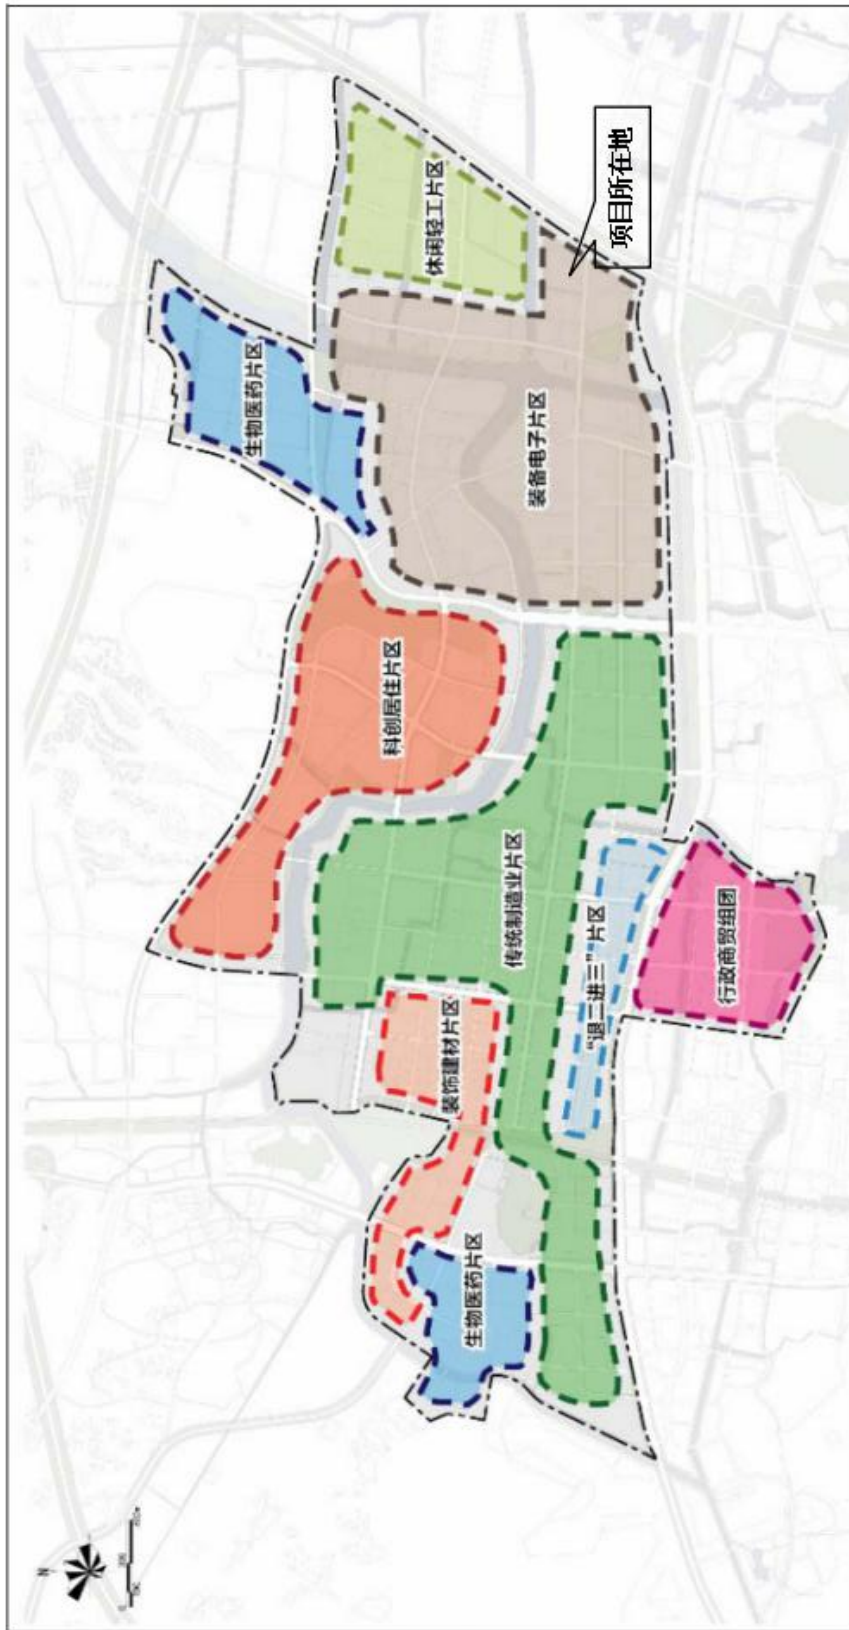 休闲轻工片区
项目所在地
生物医药片区
装备电子片区
科创居住片区
传统制造业片区
“退二进三”片区
行政商贸组团
装饰建材片区
生物医药片区
N